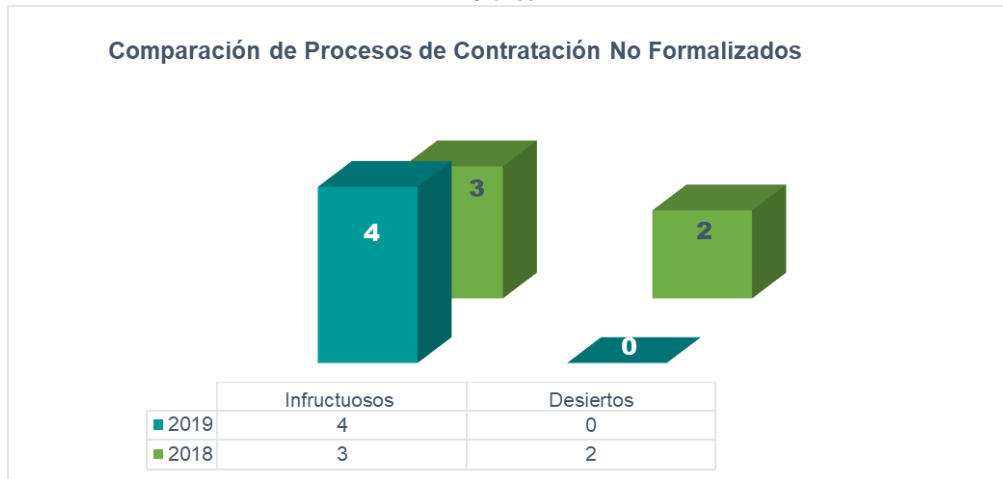 Comparación de Procesos de Contratación No Formalizados
3
4
2
0
Infructuosos Desiertos
2019 4 0
2018 3 2